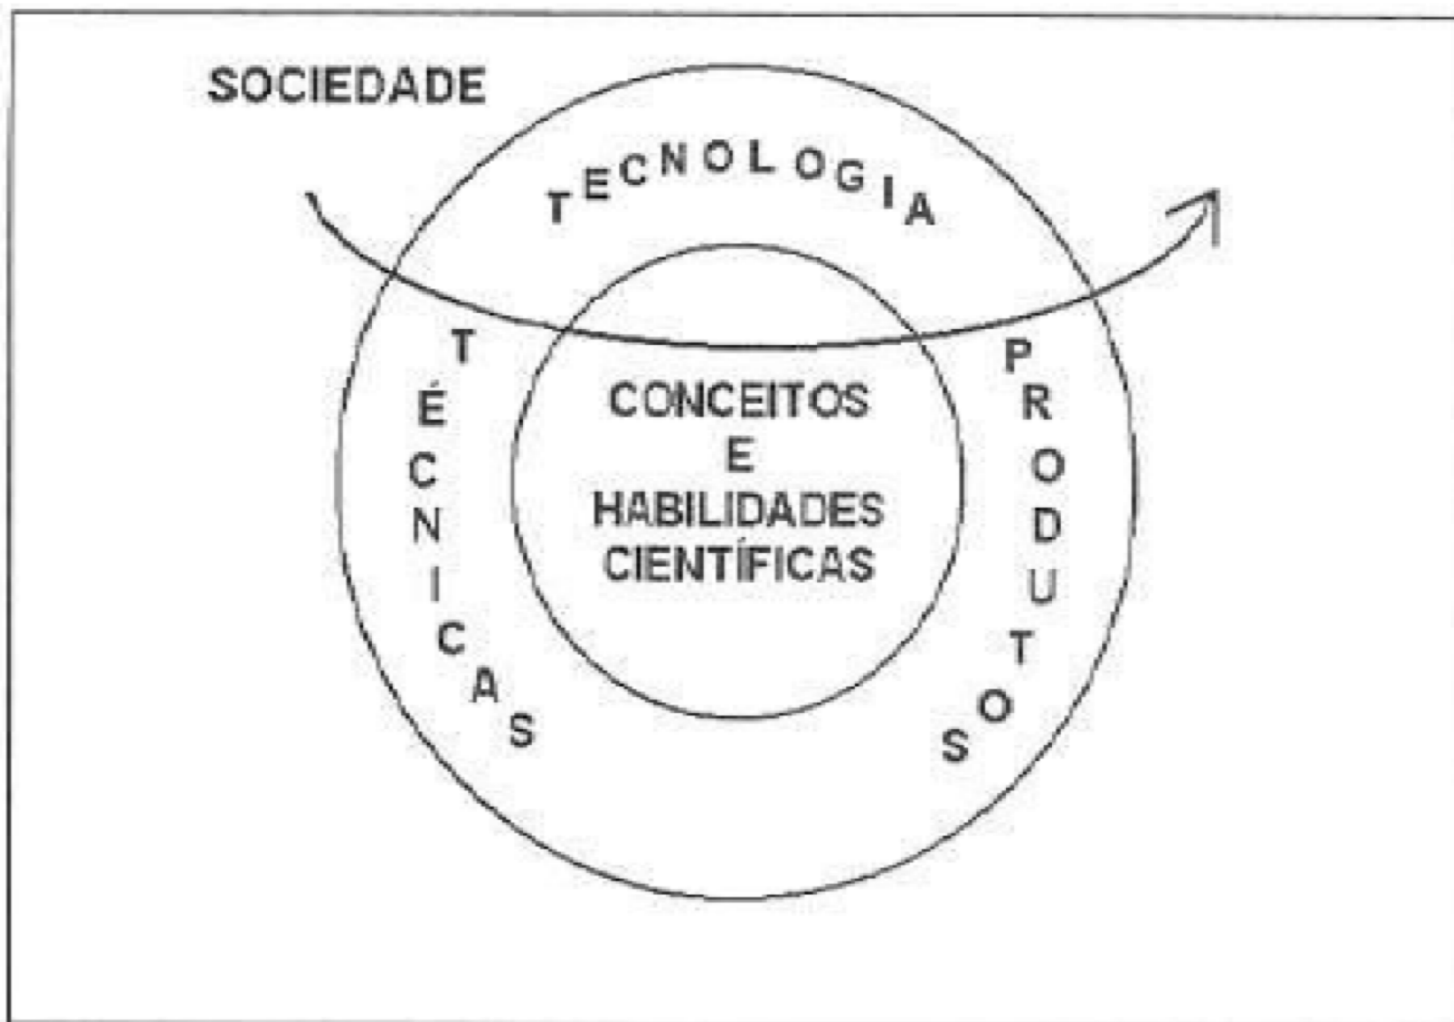 SOCIEDADE
TECNOLOGIA
TÉCNICAS
CONCEITOS
E
HABILIDADES
CIENTÍFICAS
PRODUTOS